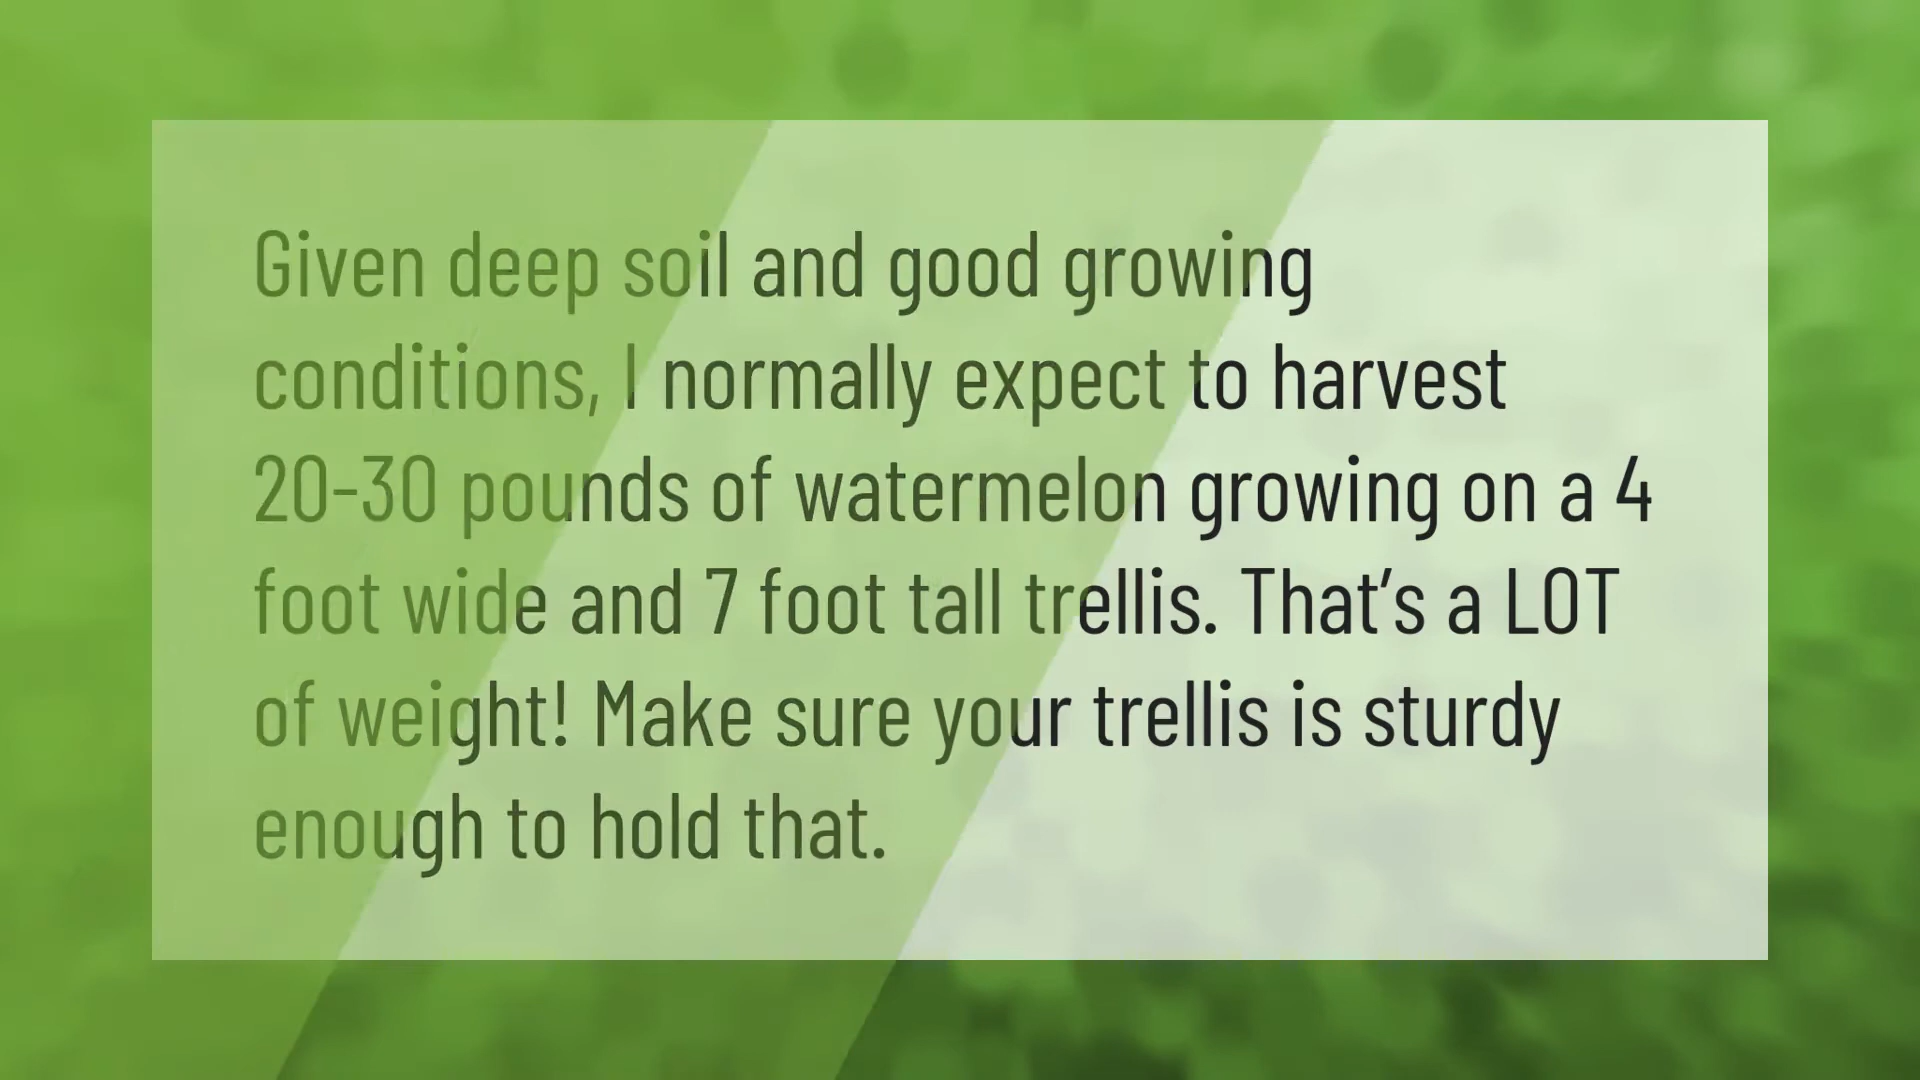 Given deep soil and good growing
conditions, I normally expect to harvest
20-30 pounds of watermelon growing on a 4
foot wide and 7 foot tall trellis. That’s a LOT
of weight! Make sure your trellis is sturdy
enough to hold that.